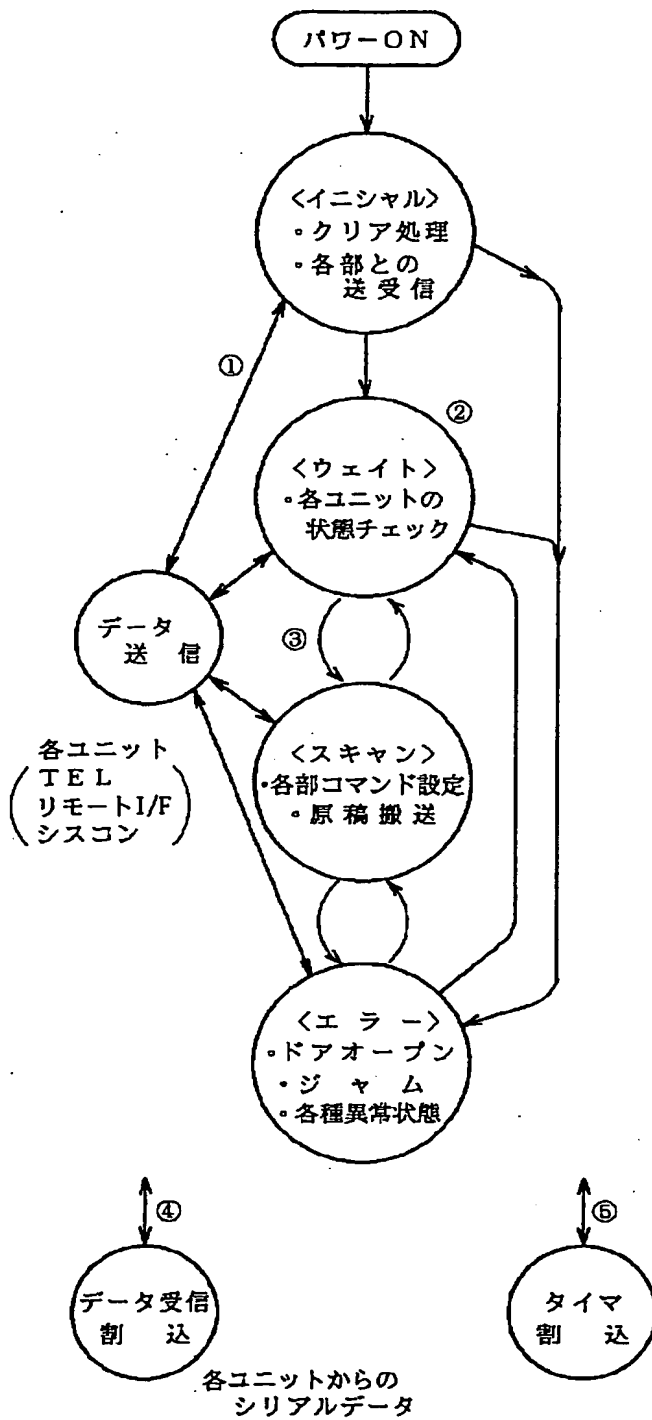 パワーON
<イニシャル>
・クリア処理
・各部との
送受信
①
②
<ウェイト>
・各ユニットの
状態チェック
データ
送信
③
各ユニット
TEL
リモートI/F
シスコン
<スキャン>
・各部コマンド設定
・原稿搬送
<エラー>
・ドアオープン
・ジャム
・各種異常状態
④
⑤
データ受信
割込
タイマ
割込
各ユニットからの
シリアルデータ